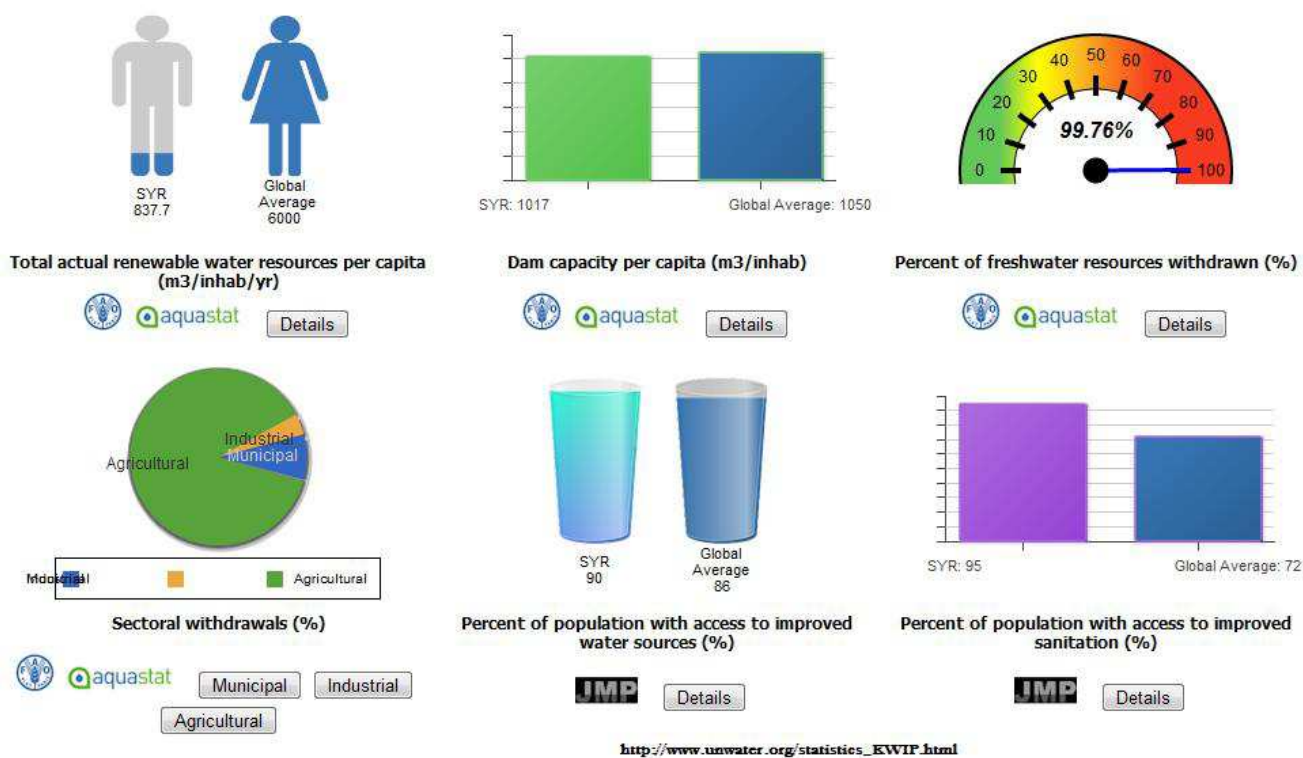 SYR
837.7
Global
Average
6000
Total actual renewable water resources per capita
(m3/inhab/yr)
FAO
aquastat
Details
SYR: 1017
Global Average: 1050
Dam capacity per capita (m3/inhab)
FAO
aquastat
Details
0
10
20
30
40
50
60
70
80
90
100
99.76%
Percent of freshwater resources withdrawn (%)
FAO
aquastat
Details
Industrial
Municipal
Agricultural
Agricultural
Sectoral withdrawals (%)
FAO
aquastat
Municipal
Industrial
Agricultural
SYR
90
Global
Average
86
Percent of population with access to improved
water sources (%)
JMP
Details
SYR: 95
Global Average: 72
Percent of population with access to improved
sanitation (%)
JMP
Details
http://www.unwater.org/statistics_KWIP.html